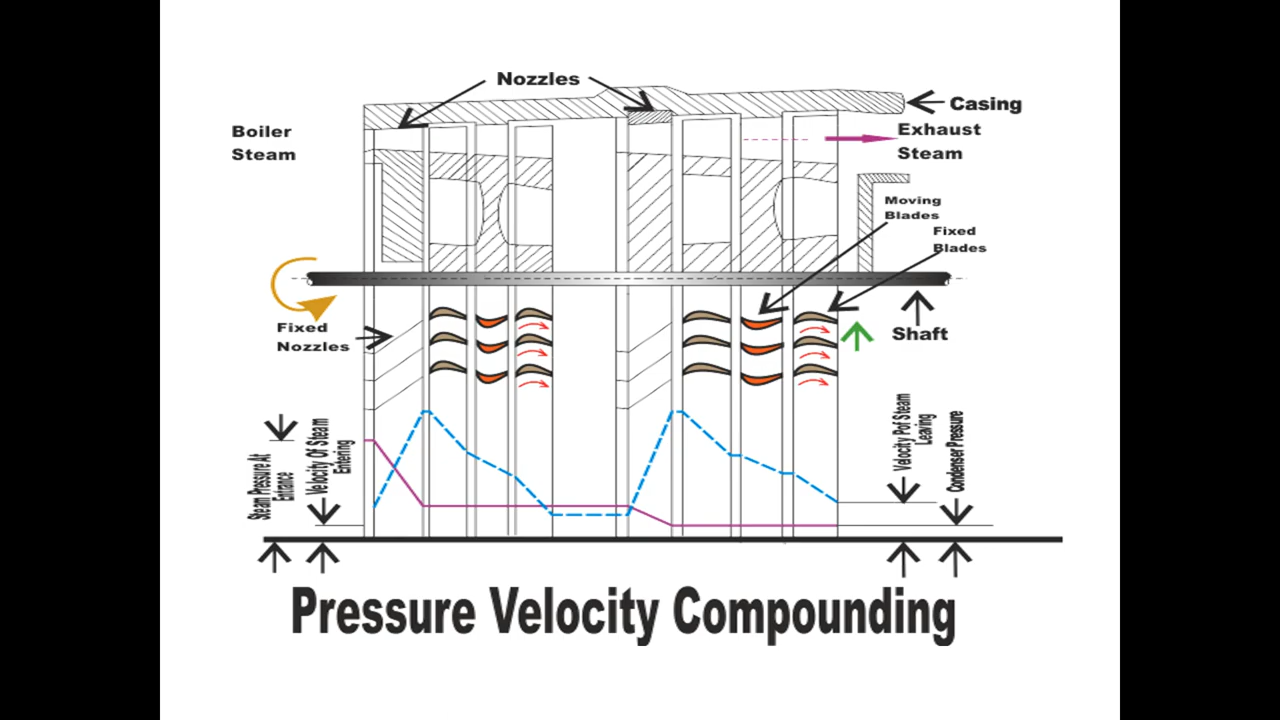 Nozzles
Casing
Boiler
Steam
Exhaust
Steam
Moving
Blades
Fixed
Blades
Fixed
Nozzles
Shaft
Steam Pressure At
Entrance
Velocity Of Steam
Entering
Velocity Pof Steam
Leaving
Condenser Pressure
Pressure Velocity Compounding